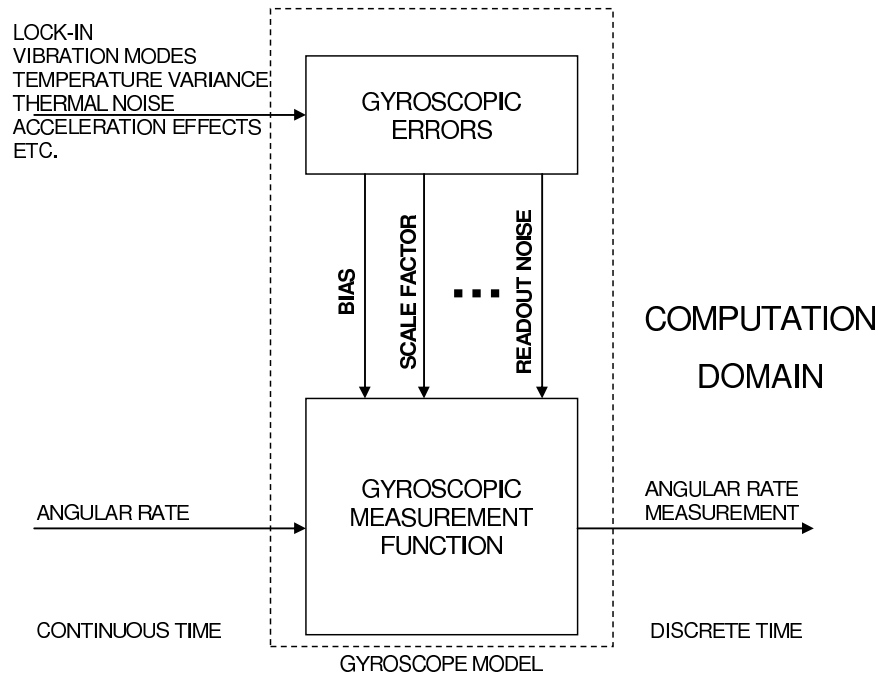 LOCK-IN
VIBRATION MODES
TEMPERATURE VARIANCE
THERMAL NOISE
ACCELERATION EFFECTS
ETC.
GYROSCOPIC
ERRORS
BIAS
SCALE FACTOR
READOUT NOISE
COMPUTATION
DOMAIN
ANGULAR RATE
GYROSCOPIC
MEASUREMENT
FUNCTION
ANGULAR RATE
MEASUREMENT
CONTINUOUS TIME
DISCRETE TIME
GYROSCOPE MODEL